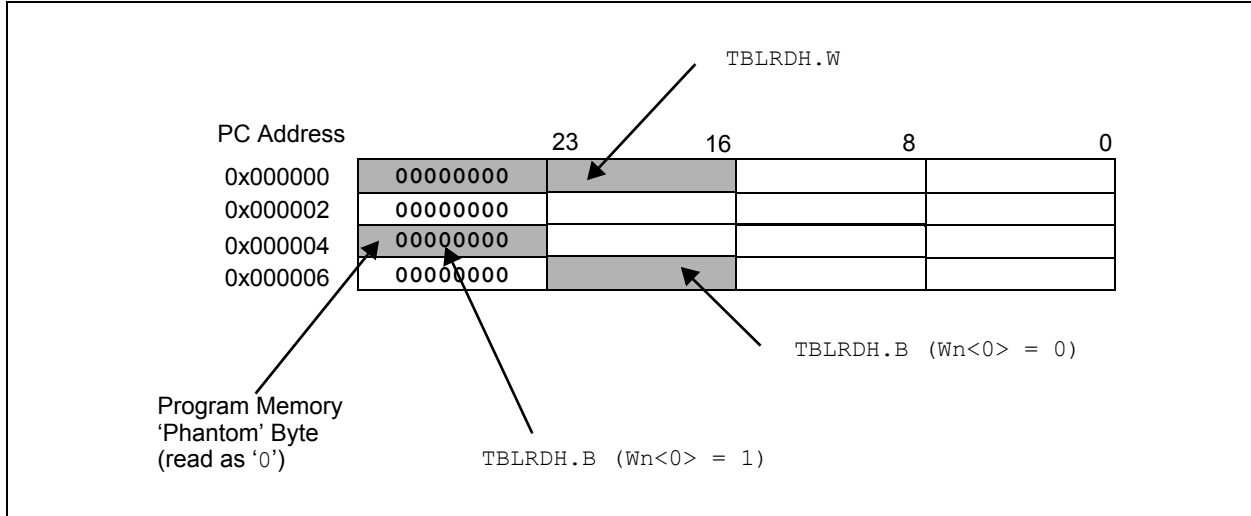 TBLRDH.W
PC Address
23 16 8 0
0x000000 00000000
0x000002 00000000
0x000004 00000000
0x000006 00000000
TBLRDH.B (Wn<0> = 0)
Program Memory
‘Phantom’ Byte
(read as ‘0’)
TBLRDH.B (Wn<0> = 1)